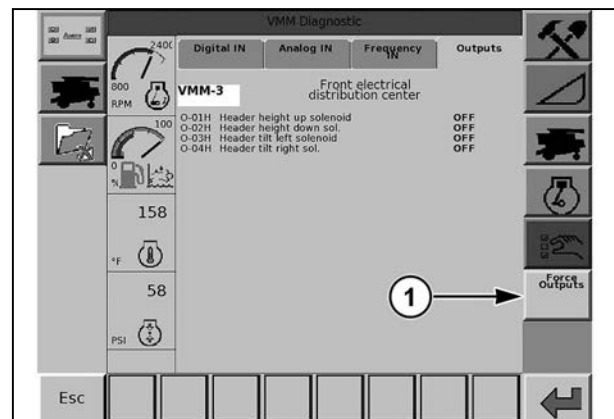 VMM Diagnostic
Digital IN
Analog IN
Frequency
IN
Outputs
2400
800
RPM
VMM-3
Front electrical
distribution center
O-01H Header height up solenoid OFF
O-02H Header height down sol. OFF
O-03H Header tilt left solenoid OFF
O-04H Header tilt right sol. OFF
100
0
%
158
°F
58
PSI
Force
Outputs
1
Esc